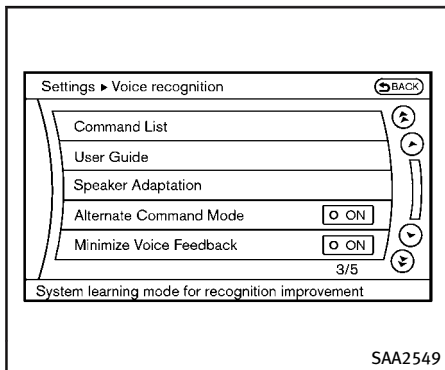 Settings ▸ Voice recognition
BACK
Command List
User Guide
Speaker Adaptation
Alternate Command Mode
ON
Minimize Voice Feedback
ON
3/5
System learning mode for recognition improvement
SAA2549